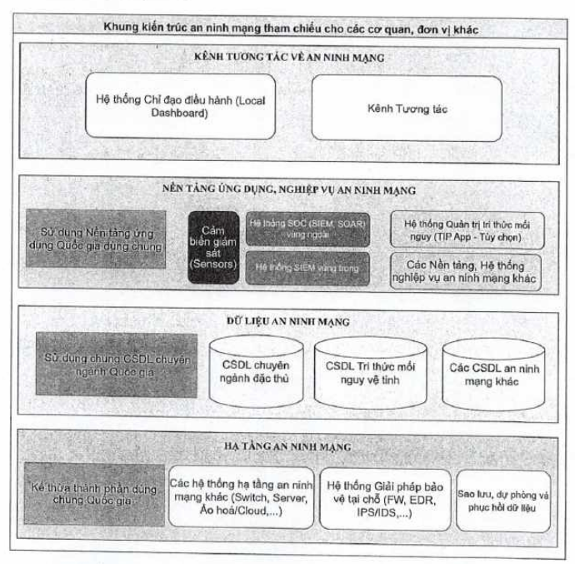 Khung kiến trúc an ninh mạng tham chiếu cho các cơ quan, đơn vị khác
KÊNH TƯƠNG TÁC VỀ AN NINH MẠNG
Hệ thống Chỉ đạo điều hành (Local
Dashboard)
Kênh Tương tác
NỀN TẢNG ỨNG DỤNG, NGHIỆP VỤ AN NINH MẠNG
Sử dụng Nền tảng ứng
dụng Quốc gia dùng chung
Cảm
biến giám
sát
(Sensors)
Hệ thống SOC (SIEM, SOAR)
vùng ngoài
Hệ thống SIEM vùng trong
Hệ thống Quản trị tri thức mối
nguy (TIP App - Tùy chọn)
Các Nền tảng, Hệ thống
nghiệp vụ an ninh mạng khác
DỮ LIỆU AN NINH MẠNG
Sử dụng chung CSDL chuyên
ngành Quốc gia
CSDL chuyên
ngành đặc thù
CSDL Tri thức mối
nguy vệ tinh
Các CSDL an ninh
mạng khác
HẠ TẦNG AN NINH MẠNG
Kế thừa thành phần dùng
chung Quốc gia
Các hệ thống hạ tầng an ninh
mạng khác (Switch, Server,
Ảo hoá/Cloud,...)
Hệ thống Giải pháp bảo
vệ tại chỗ (FW, EDR,
IPS/IDS,...)
Sao lưu, dự phòng và
phục hồi dữ liệu